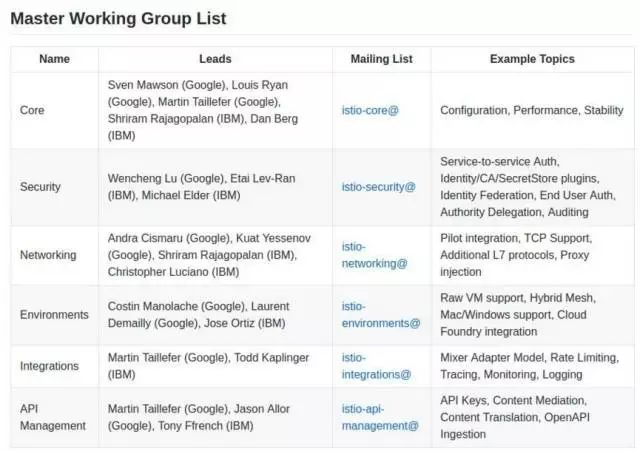 Master Working Group List
Name Leads Mailing List Example Topics
Core
Sven Mawson (Google), Louis Ryan
(Google), Martin Taillefer (Google),
Shriram Rajagopalan (IBM), Dan Berg
(IBM)
istio-core@
Configuration, Performance, Stability
Security
Wencheng Lu (Google), Etai Lev-Ran
(IBM), Michael Elder (IBM)
istio-security@
Service-to-service Auth,
Identity/CA/SecretStore plugins,
Identity Federation, End User Auth,
Authority Delegation, Auditing
Networking
Andra Cismaru (Google), Kuat Yessenov
(Google), Shriram Rajagopalan (IBM),
Christopher Luciano (IBM)
istio-
networking@
Pilot integration, TCP Support,
Additional L7 protocols, Proxy
injection
Environments
Costin Manolache (Google), Laurent
Demailly (Google), Jose Ortiz (IBM)
istio-
environments@
Raw VM support, Hybrid Mesh,
Mac/Windows support, Cloud
Foundry integration
Integrations
Martin Taillefer (Google), Todd Kaplinger
(IBM)
istio-
integrations@
Mixer Adapter Model, Rate Limiting,
Tracing, Monitoring, Logging
API
Management
Martin Taillefer (Google), Jason Allor
(Google), Tony Ffrench (IBM)
istio-api-
management@
API Keys, Content Mediation,
Content Translation, OpenAPI
Ingestion